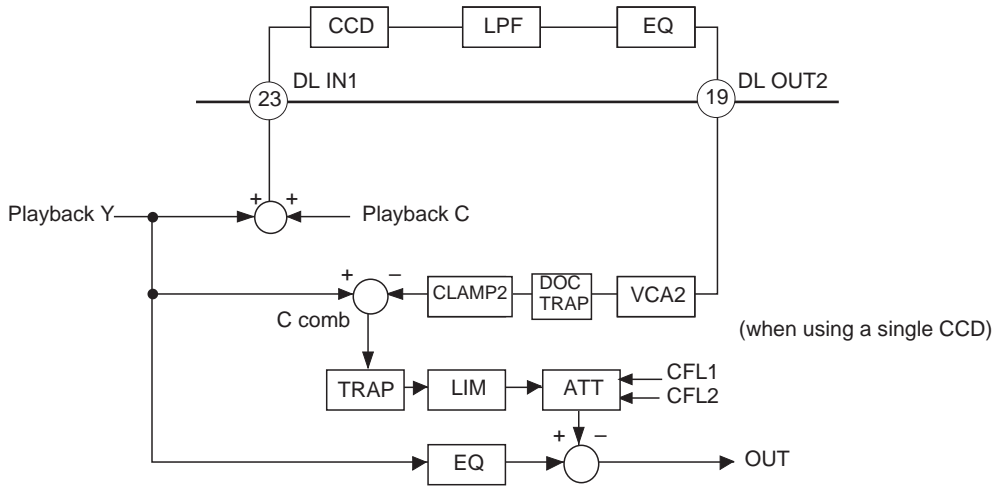 CCD LPF EQ
DL IN1 DL OUT2
23 19
+ +
Playback Y Playback C
+ −
CLAMP2 DOC TRAP VCA2
C comb
(when using a single CCD)
TRAP LIM ATT CFL1
CFL2
+ −
EQ OUT